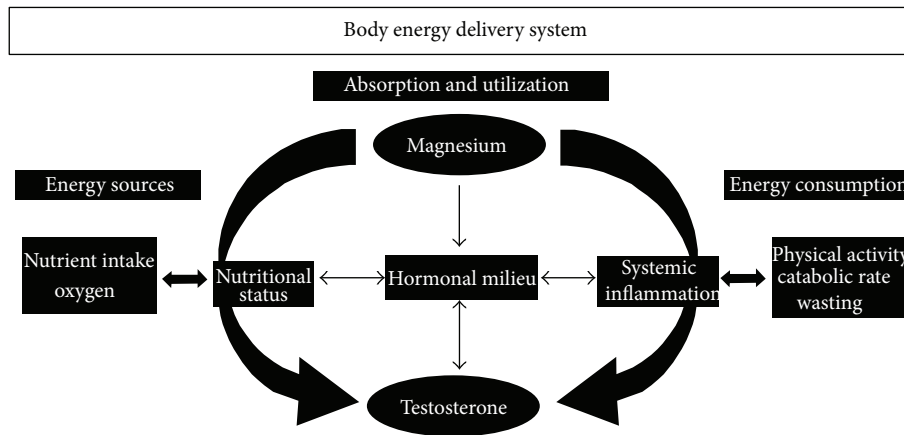 Body energy delivery system
Absorption and utilization
Magnesium
Energy sources
Energy consumption
Nutrient intake
oxygen
Nutritional
status
Hormonal milieu
Systemic
inflammation
Physical activity
catabolic rate
wasting
Testosterone